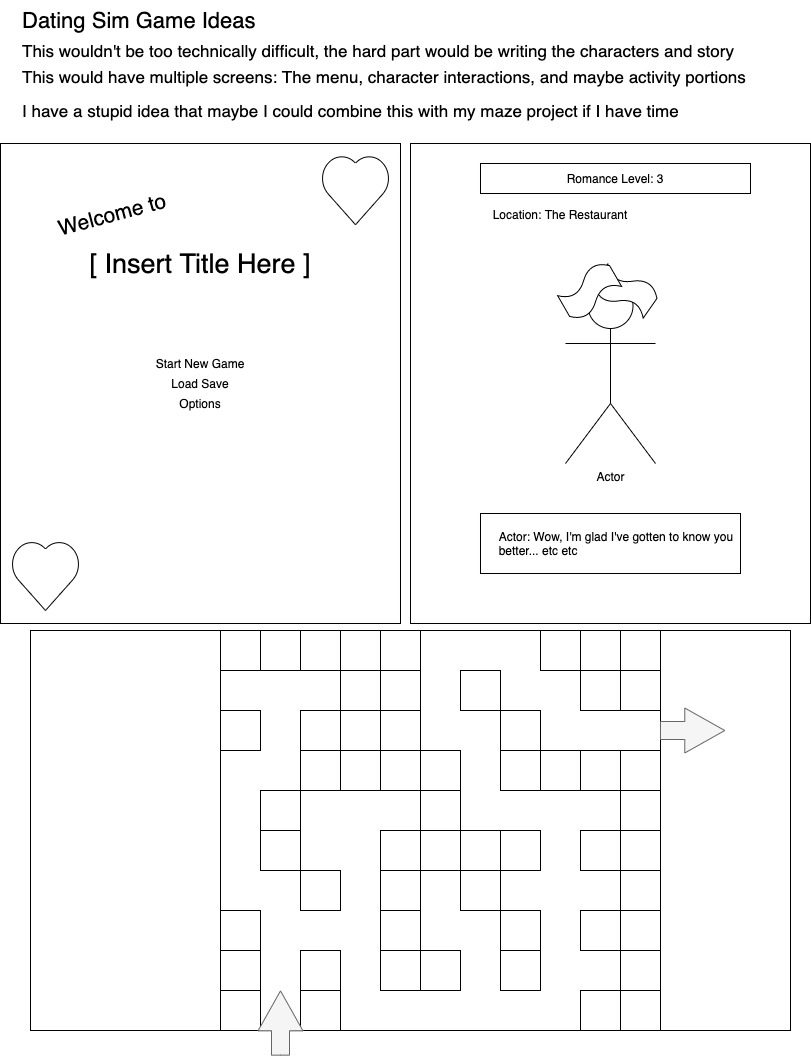 Dating Sim Game Ideas
This wouldn't be too technically difficult, the hard part would be writing the characters and story
This would have multiple screens: The menu, character interactions, and maybe activity portions
I have a stupid idea that maybe I could combine this with my maze project if I have time
Welcome to
[ Insert Title Here ]
Start New Game
Load Save
Options
Romance Level: 3
Location: The Restaurant
Actor
Actor: Wow, I'm glad I've gotten to know you
better... etc etc